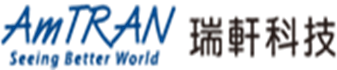 AmTRAN
Seeing Better World
瑞軒科技